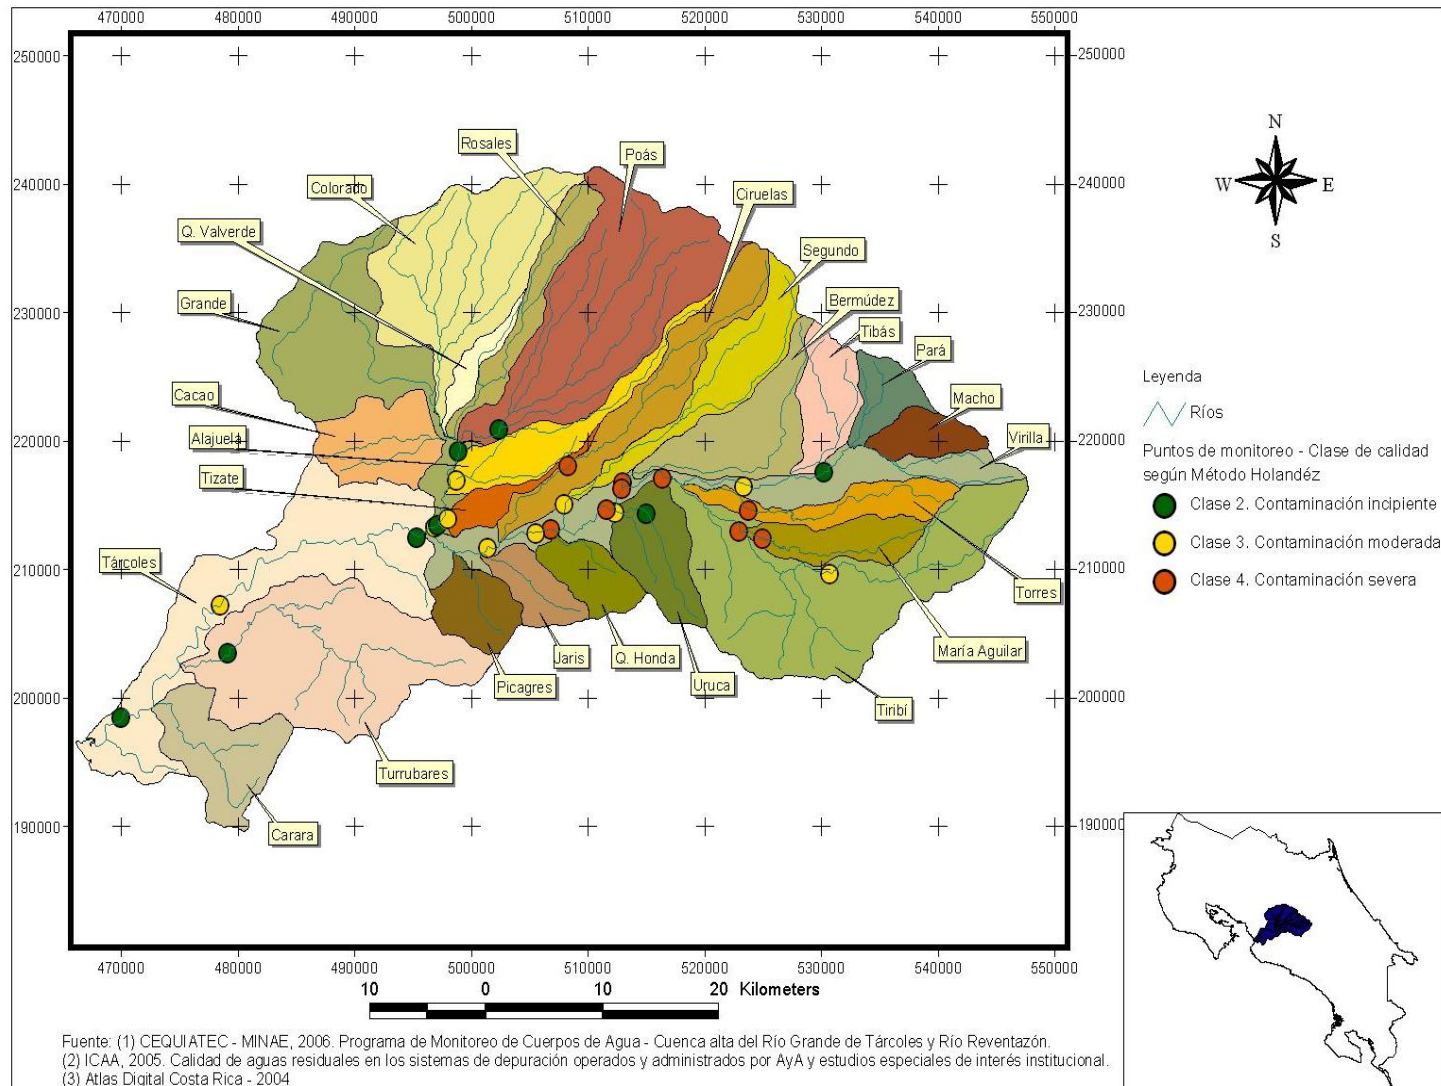 470000 480000 490000 500000 510000 520000 530000 540000 550000
250000 250000
240000 240000
230000 230000
220000 220000
210000 210000
200000 200000
190000 190000
Rosales
Poás
Colorado
Ciruelas
Q. Valverde
Segundo
Grande
Bermúdez
Tibás
Pará
Cacao
Macho
Alajuela
Virilla
Tizate
Tárcoles
Torres
María Aguilar
Jaris
Q. Honda
Picagres
Uruca
Tiribí
Turrubares
Carara
470000 480000 490000 500000 510000 520000 530000 540000 550000
10 0 10 20 Kilometers
N
W E
S
Leyenda
Ríos
Puntos de monitoreo - Clase de calidad
según Método Holandéz
Clase 2. Contaminación incipiente
Clase 3. Contaminación moderada
Clase 4. Contaminación severa
Fuente: (1) CEQUIATEC - MINAE, 2006. Programa de Monitoreo de Cuerpos de Agua - Cuenca alta del Río Grande de Tárcoles y Río Reventazón.
(2) ICAA, 2005. Calidad de aguas residuales en los sistemas de depuración operados y administrados por AyA y estudios especiales de interés institucional.
(3) Atlas Digital Costa Rica - 2004